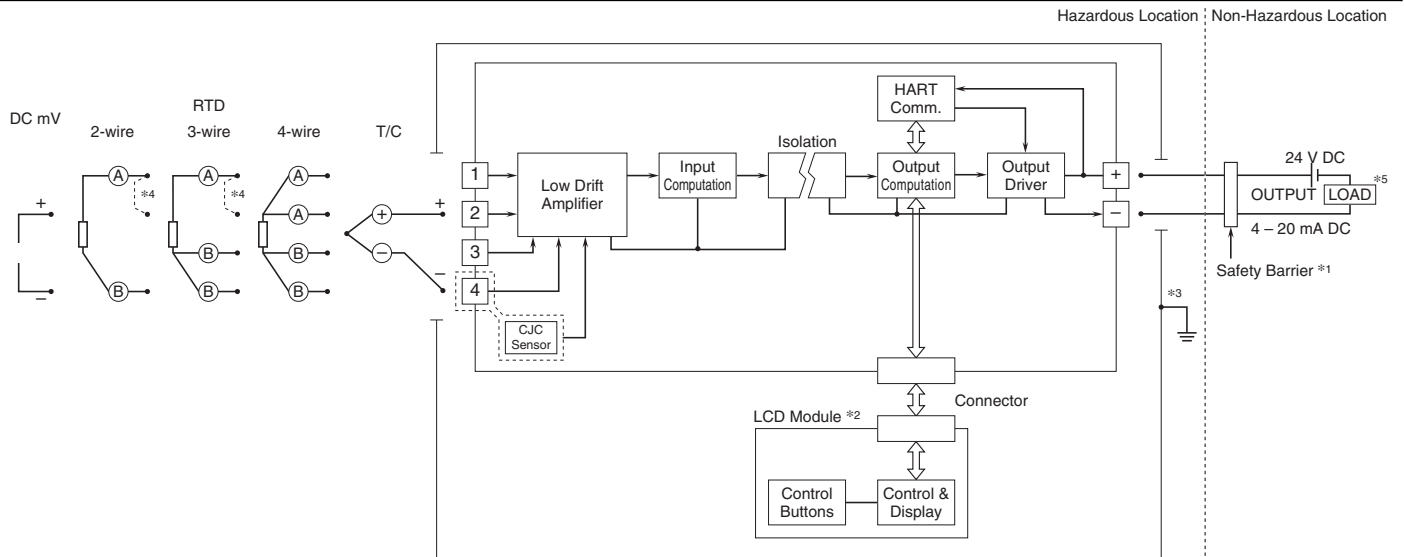 Hazardous Location
Non-Hazardous Location
DC mV
RTD
2-wire
3-wire
4-wire
T/C
+
–
A
*4
B
A
*4
B
B
A
A
B
B
+
–
+
–
1
2
3
4
CJC
Sensor
Low Drift
Amplifier
Input
Computation
Isolation
HART
Comm.
Output
Computation
Output
Driver
+
–
24 V DC
OUTPUT
LOAD
*5
4 – 20 mA DC
Safety Barrier *1
*3
Connector
LCD Module *2
Control
Buttons
Control &
Display